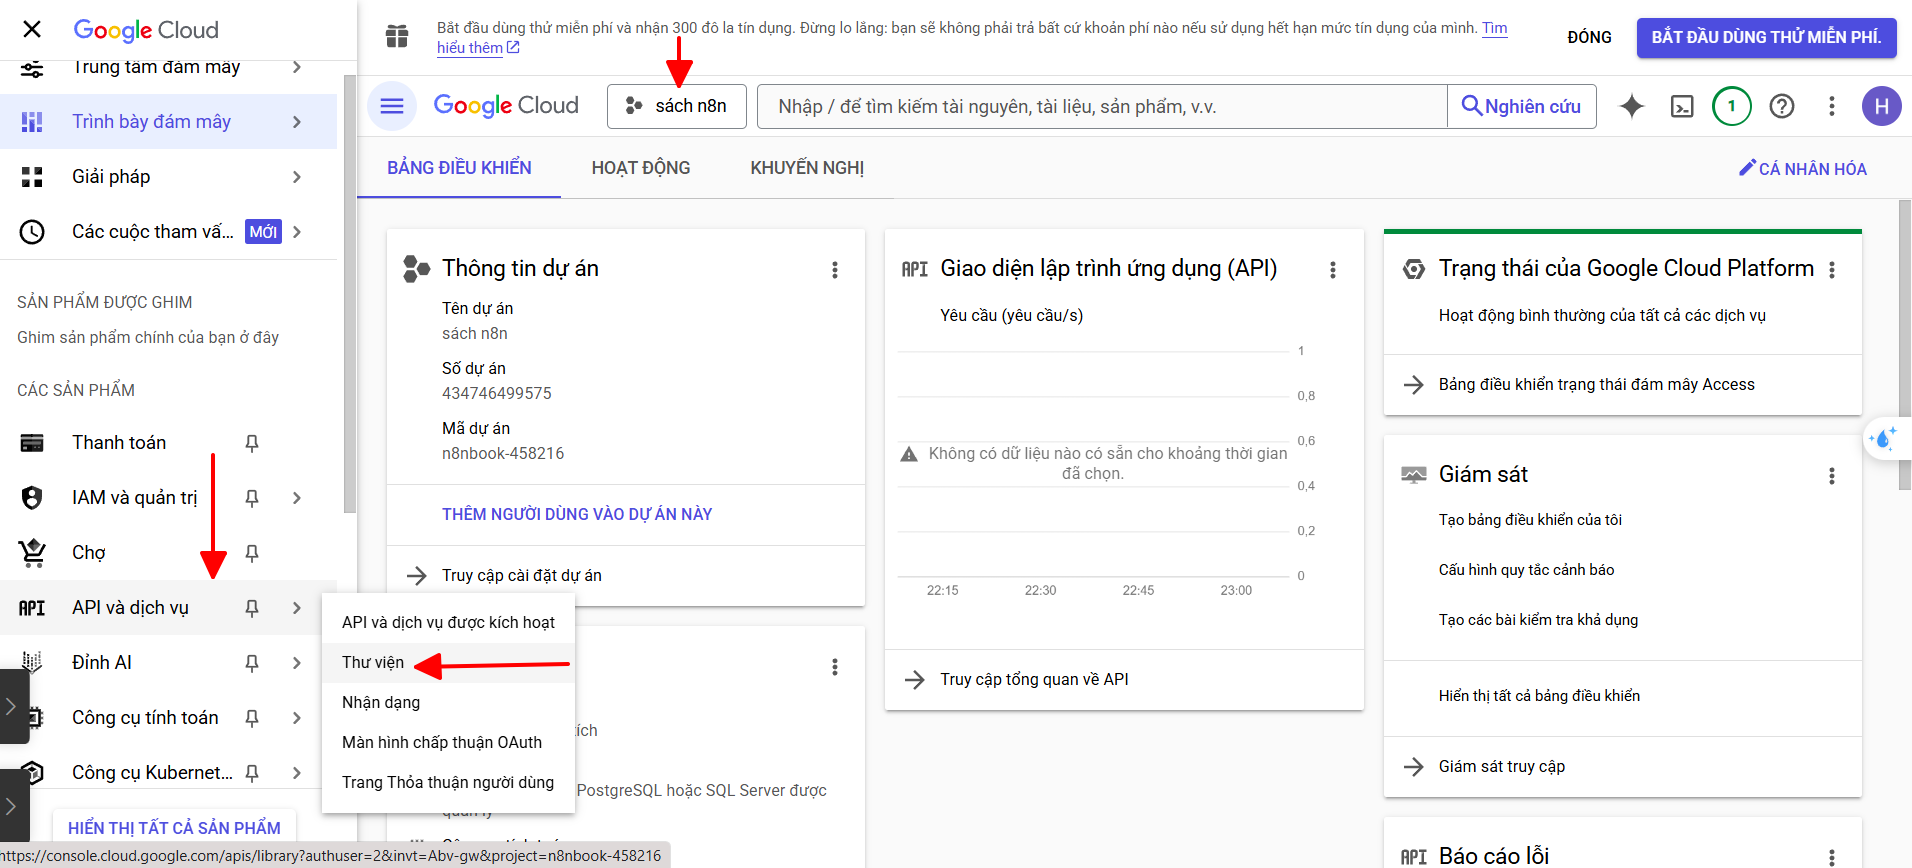 Google Cloud
Trung tâm đám mây
Trình bày đám mây
Giải pháp
Các cuộc tham vấ...
MỚI
SẢN PHẨM ĐƯỢC GHIM
Ghim sản phẩm chính của bạn ở đây
CÁC SẢN PHẨM
Thanh toán
IAM và quản trị
Chợ
API và dịch vụ
Đỉnh AI
Công cụ tính toán
Công cụ Kubernet...
HIỂN THỊ TẤT CẢ SẢN PHẨM
https://console.cloud.google.com/apis/library?authuser=2&invt=Abv-gw&project=n8nbook-458216
API và dịch vụ được kích hoạt
Thư viện
Nhận dạng
Màn hình chấp thuận OAuth
Trang Thỏa thuận người dùng
Bắt đầu dùng thử miễn phí và nhận 300 đô la tín dụng. Đừng lo lắng: bạn sẽ không phải trả bất cứ khoản phí nào nếu sử dụng hết hạn mức tín dụng của mình. Tìm
hiểu thêm
ĐÓNG
BẮT ĐẦU DÙNG THỬ MIỄN PHÍ.
Google Cloud
sách n8n
Nhập / để tìm kiếm tài nguyên, tài liệu, sản phẩm, v.v.
Nghiên cứu
1
H
BẢNG ĐIỀU KHIỂN
HOẠT ĐỘNG
KHUYẾN NGHỊ
CÁ NHÂN HÓA
Thông tin dự án
Tên dự án
sách n8n
Số dự án
434746499575
Mã dự án
n8nbook-458216
THÊM NGƯỜI DÙNG VÀO DỰ ÁN NÀY
Truy cập cài đặt dự án
tích
PostgreSQL hoặc SQL Server được
quản lý
API
Giao diện lập trình ứng dụng (API)
Yêu cầu (yêu cầu/s)
1
0,8
0,6
0,4
0,2
0
Không có dữ liệu nào có sẵn cho khoảng thời gian
đã chọn.
22:15
22:30
22:45
23:00
Truy cập tổng quan về API
Trạng thái của Google Cloud Platform
Hoạt động bình thường của tất cả các dịch vụ
Bảng điều khiển trạng thái đám mây Access
Giám sát
Tạo bảng điều khiển của tôi
Cấu hình quy tắc cảnh báo
Tạo các bài kiểm tra khả dụng
Hiển thị tất cả bảng điều khiển
Giám sát truy cập
API
Báo cáo lỗi